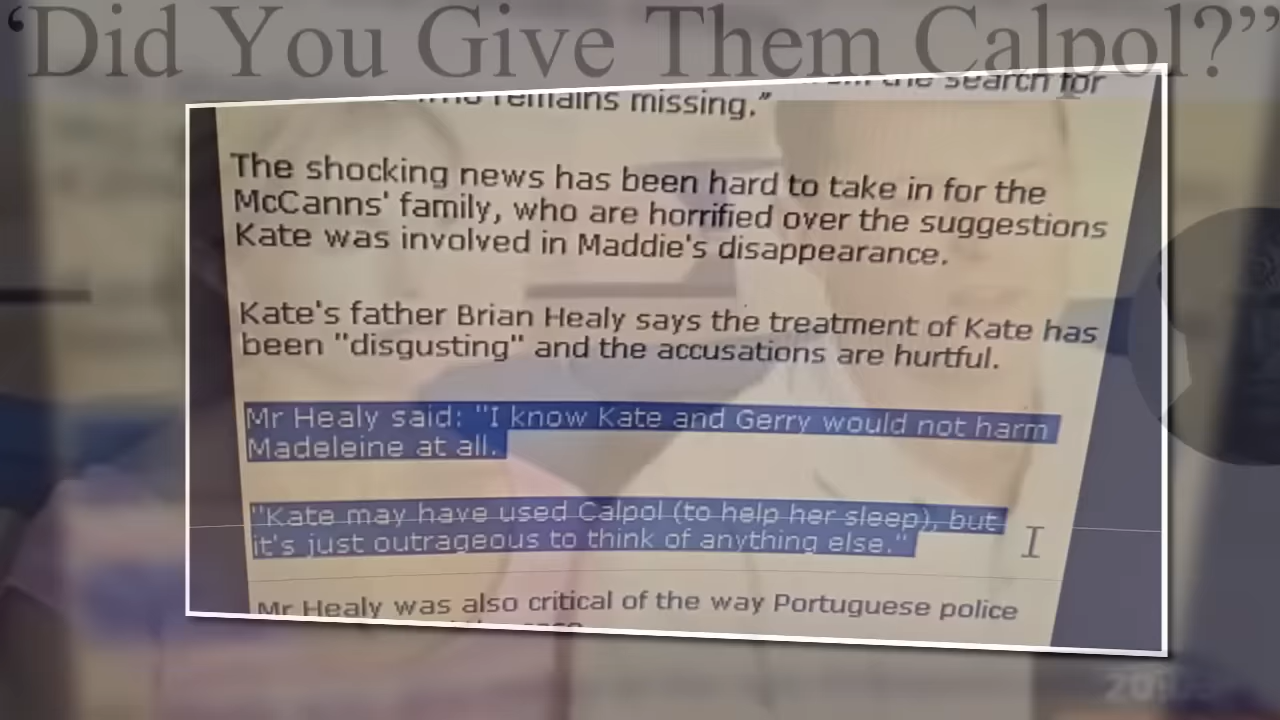 ‘Did You Give Them Calpol?”
the search for
remains missing.”
The shocking news has been hard to take in for the
McCanns' family, who are horrified over the suggestions
Kate was involved in Maddie's disappearance.
Kate's father Brian Healy says the treatment of Kate has
been "disgusting" and the accusations are hurtful.
Mr Healy said: "I know Kate and Gerry would not harm
Madeleine at all.
"Kate may have used Calpol (to help her sleep), but
it's just outrageous to think of anything else."
Mr Healy was also critical of the way Portuguese police